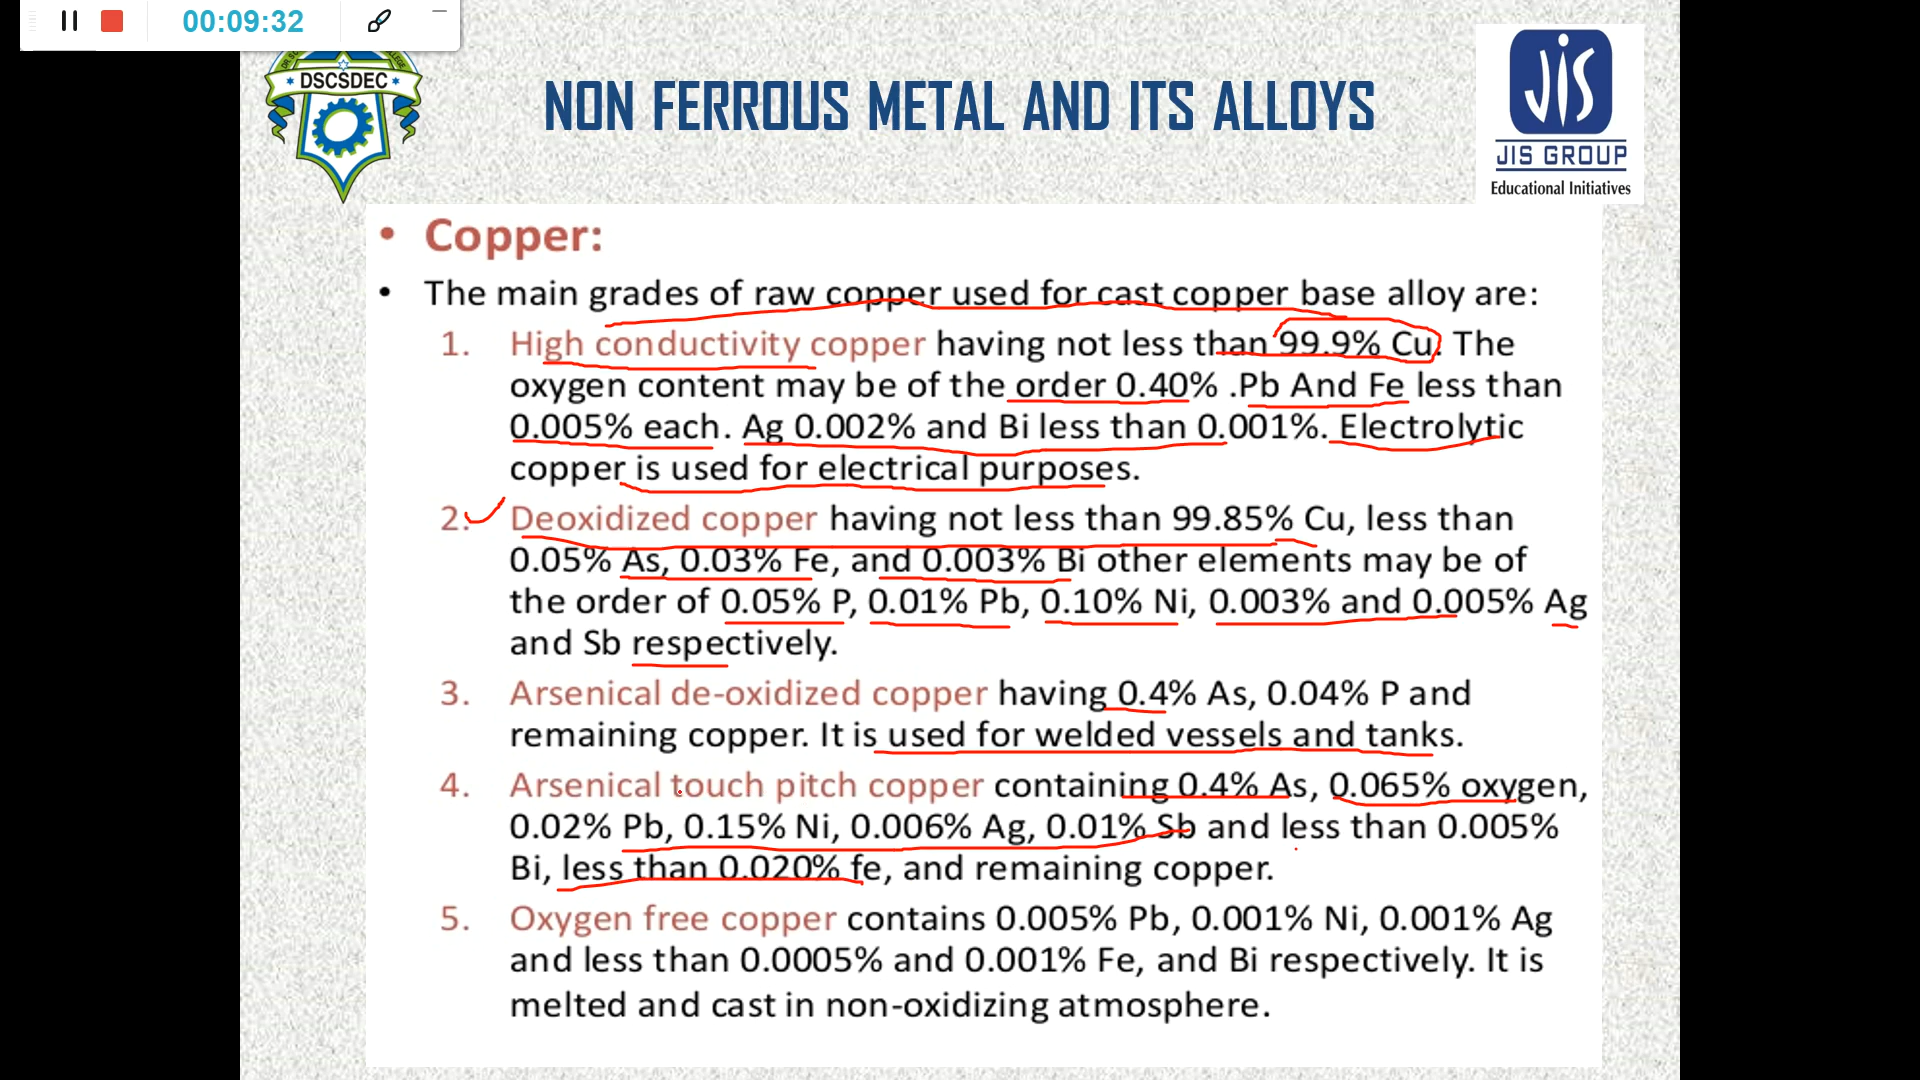 00:09:32
DSCSDEC
NON FERROUS METAL AND ITS ALLOYS
JIS
JIS GROUP
Educational Initiatives
• Copper:
• The main grades of raw copper used for cast copper base alloy are:
1. High conductivity copper having not less than 99.9% Cu. The
oxygen content may be of the order 0.40% .Pb And Fe less than
0.005% each. Ag 0.002% and Bi less than 0.001%. Electrolytic
copper is used for electrical purposes.
2. Deoxidized copper having not less than 99.85% Cu, less than
0.05% As, 0.03% Fe, and 0.003% Bi other elements may be of
the order of 0.05% P, 0.01% Pb, 0.10% Ni, 0.003% and 0.005% Ag
and Sb respectively.
3. Arsenical de-oxidized copper having 0.4% As, 0.04% P and
remaining copper. It is used for welded vessels and tanks.
4. Arsenical touch pitch copper containing 0.4% As, 0.065% oxygen,
0.02% Pb, 0.15% Ni, 0.006% Ag, 0.01% Sb and less than 0.005%
Bi, less than 0.020% fe, and remaining copper.
5. Oxygen free copper contains 0.005% Pb, 0.001% Ni, 0.001% Ag
and less than 0.0005% and 0.001% Fe, and Bi respectively. It is
melted and cast in non-oxidizing atmosphere.